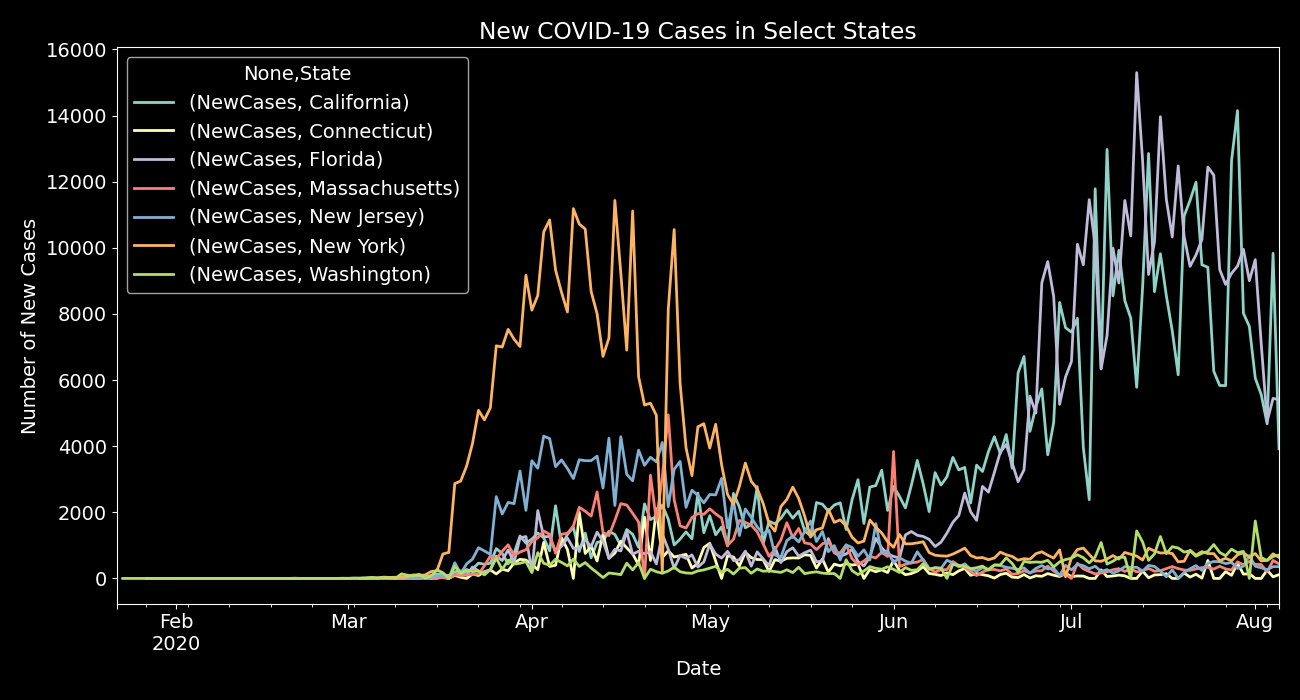 New COVID-19 Cases in Select States
16000
14000
12000
10000
8000
6000
4000
2000
0
Number of New Cases
None,State
(NewCases, California)
(NewCases, Connecticut)
(NewCases, Florida)
(NewCases, Massachusetts)
(NewCases, New Jersey)
(NewCases, New York)
(NewCases, Washington)
Feb Mar Apr May Jun Jul Aug
2020
Date